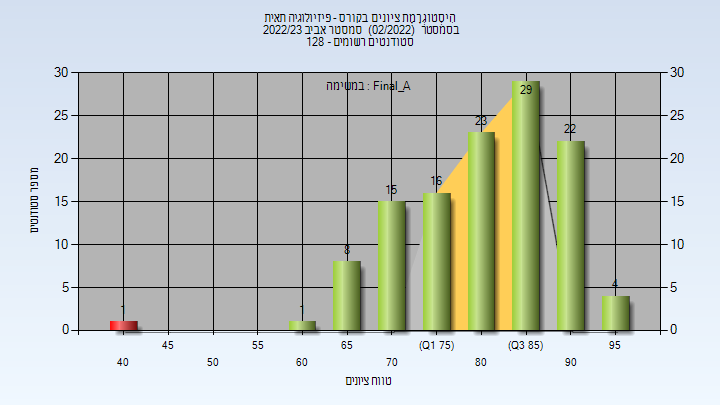 היסטוגרמת ציונים בקורס - פיזיולוגיה תאית
בסמסטר (02/2022) סמסטר אביב 2022/23
סטודנטים רשומים - 128
במשימה : Final_A
מספר סטודנטים
30 30
25 25
20 20
15 15
10 10
5 5
0 0
1 1 8 15 16 23 29 22 4
45 55 65 (Q1 75) (Q3 85) 95
40 50 60 70 80 90
טווח ציונים